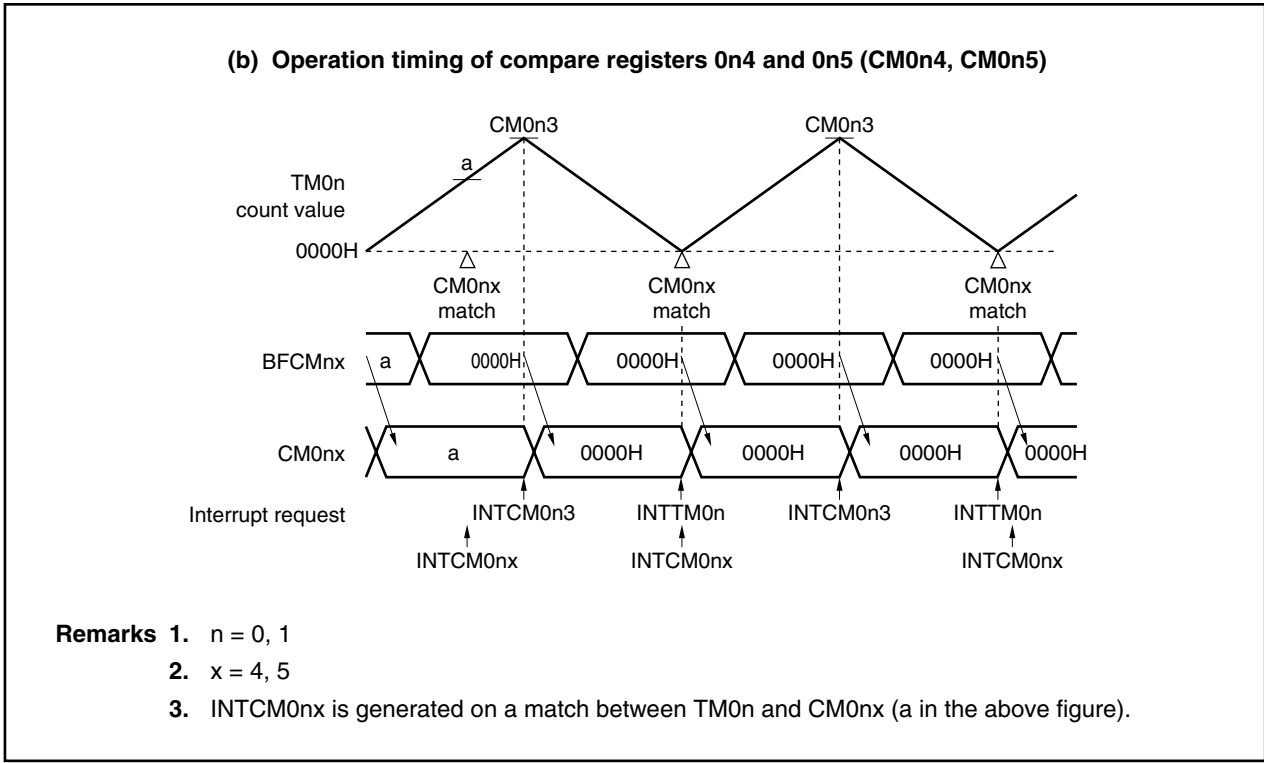 (b) Operation timing of compare registers 0n4 and 0n5 (CM0n4, CM0n5)
CM0n3 CM0n3
a
TM0n
count value
0000H
CM0nx CM0nx CM0nx
match match match
BFCMnx a 0000H 0000H 0000H 0000H
CM0nx a 0000H 0000H 0000H 0000H
Interrupt request INTCM0n3 INTTM0n INTCM0n3 INTTM0n
INTCM0nx INTCM0nx INTCM0nx
Remarks 1. n = 0, 1
2. x = 4, 5
3. INTCM0nx is generated on a match between TM0n and CM0nx (a in the above figure).